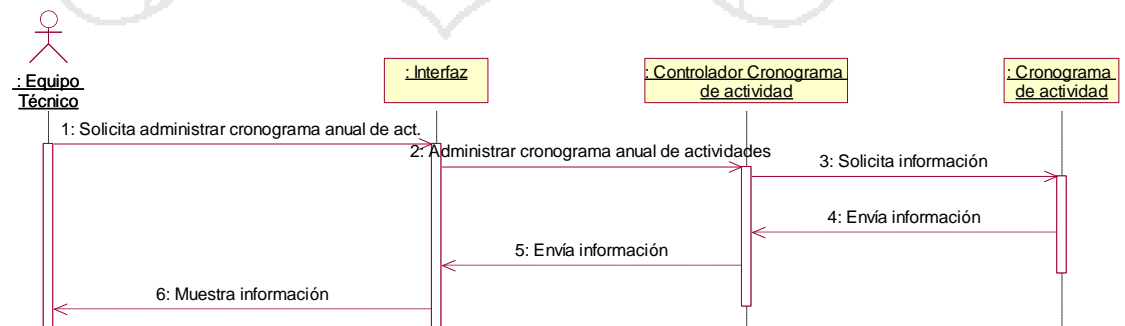 : Equipo
Técnico
: Interfaz
: Controlador Cronograma
de actividad
: Cronograma
de actividad
1: Solicita administrar cronograma anual de act.
2: Administrar cronograma anual de actividades
3: Solicita información
4: Envía información
5: Envía información
6: Muestra información